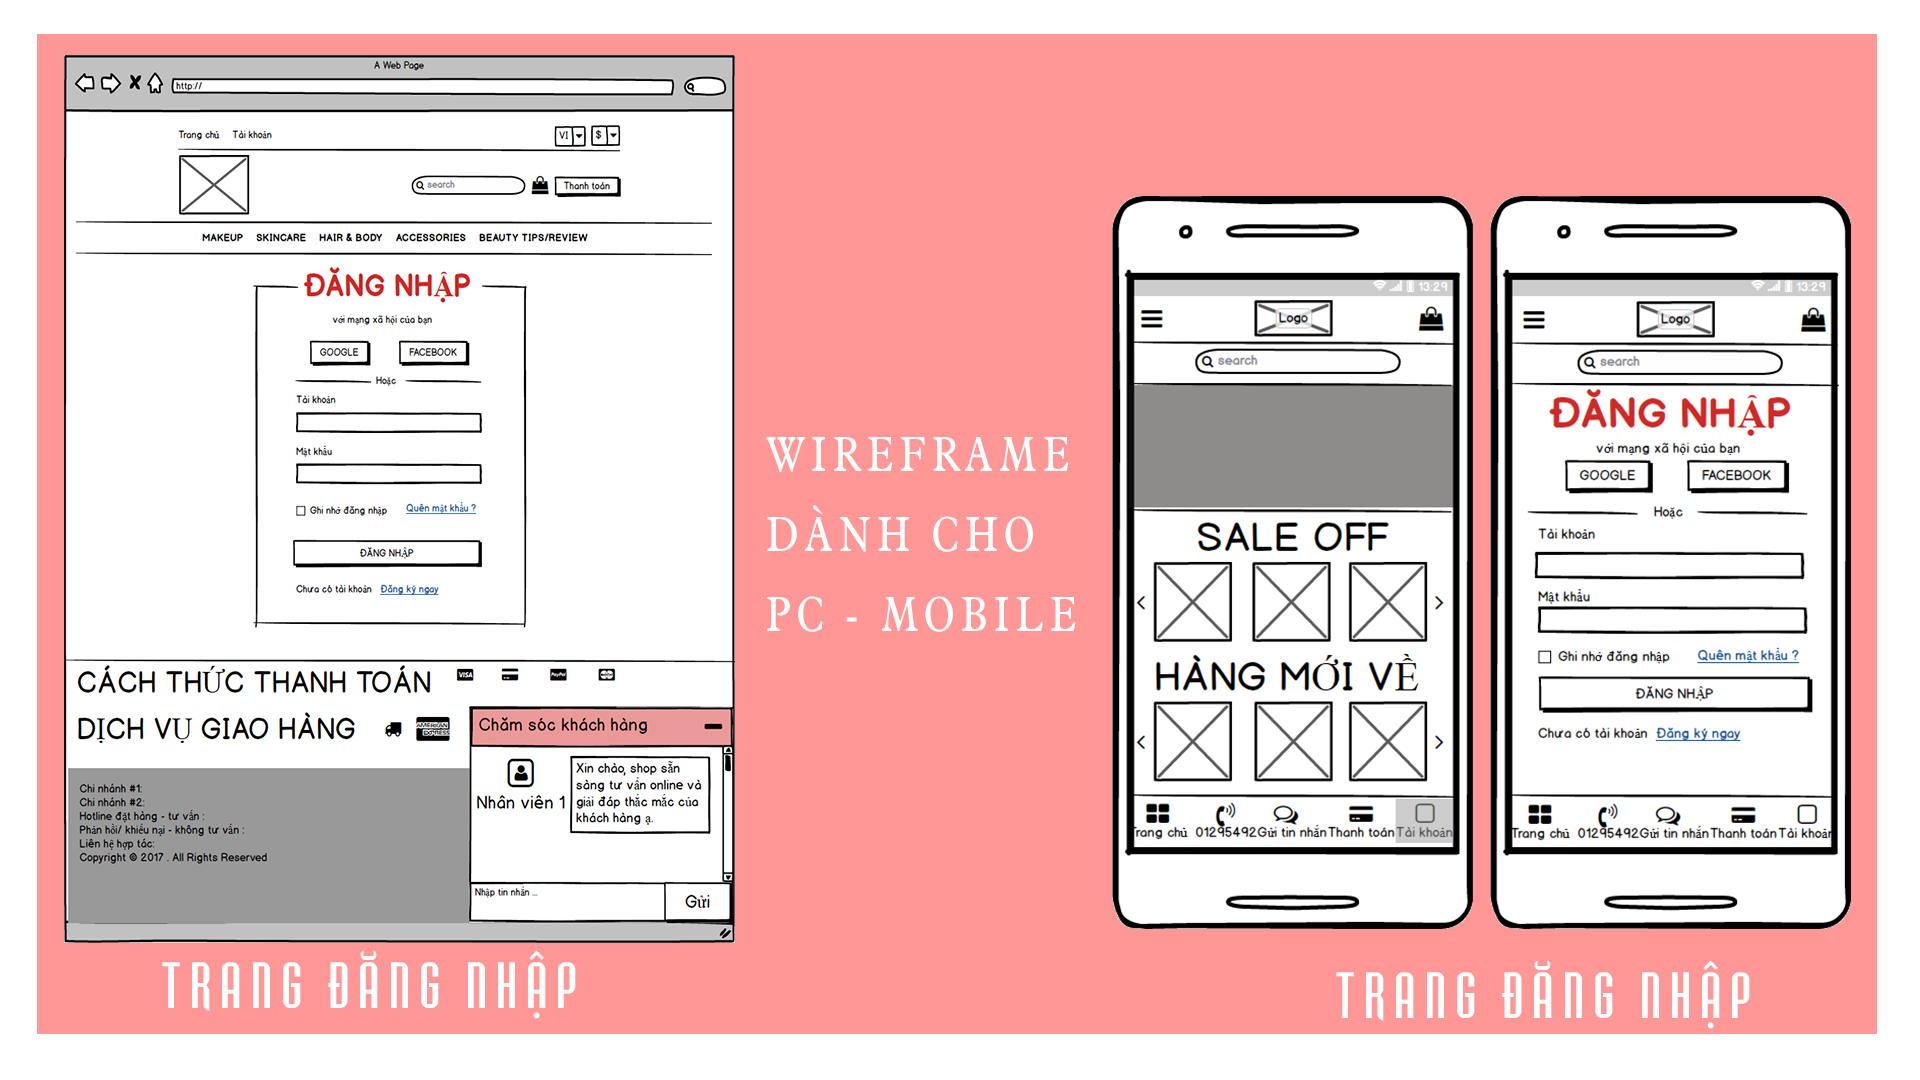 A Web Page
http://
Trang chủ Tài khoản VI $
search Thanh toán
MAKEUP SKINCARE HAIR & BODY ACCESSORIES BEAUTY TIPS/REVIEW
ĐĂNG NHẬP
với mạng xã hội của bạn
GOOGLE FACEBOOK
Hoặc
Tài khoản
Mật khẩu
Ghi nhớ đăng nhập Quên mật khẩu ?
ĐĂNG NHẬP
Chưa có tài khoản Đăng ký ngay
CÁCH THỨC THANH TOÁN VISA PayPal
DỊCH VỤ GIAO HÀNG AMERICAN EXPRESS
Chi nhánh #1:
Chi nhánh #2:
Hotline đặt hàng - tư vấn :
Phản hồi/ khiếu nại - không tư vấn :
Liên hệ hợp tác:
Copyright © 2017 . All Rights Reserved
Chăm sóc khách hàng
Nhân viên 1
Xin chào, shop sẵn
sàng tư vấn online và
giải đáp thắc mắc của
khách hàng ạ.
Nhập tin nhắn ...
Gửi
TRANG ĐĂNG NHẬP
WIREFRAME
DÀNH CHO
PC - MOBILE
13:29
Logo
search
SALE OFF
HÀNG MỚI VỀ
Trang chủ 01295492 Gửi tin nhắn Thanh toán Tài khoản
13:29
Logo
search
ĐĂNG NHẬP
với mạng xã hội của bạn
GOOGLE FACEBOOK
Hoặc
Tài khoản
Mật khẩu
Ghi nhớ đăng nhập Quên mật khẩu ?
ĐĂNG NHẬP
Chưa có tài khoản Đăng ký ngay
Trang chủ 01295492 Gửi tin nhắn Thanh toán Tài khoản
TRANG ĐĂNG NHẬP